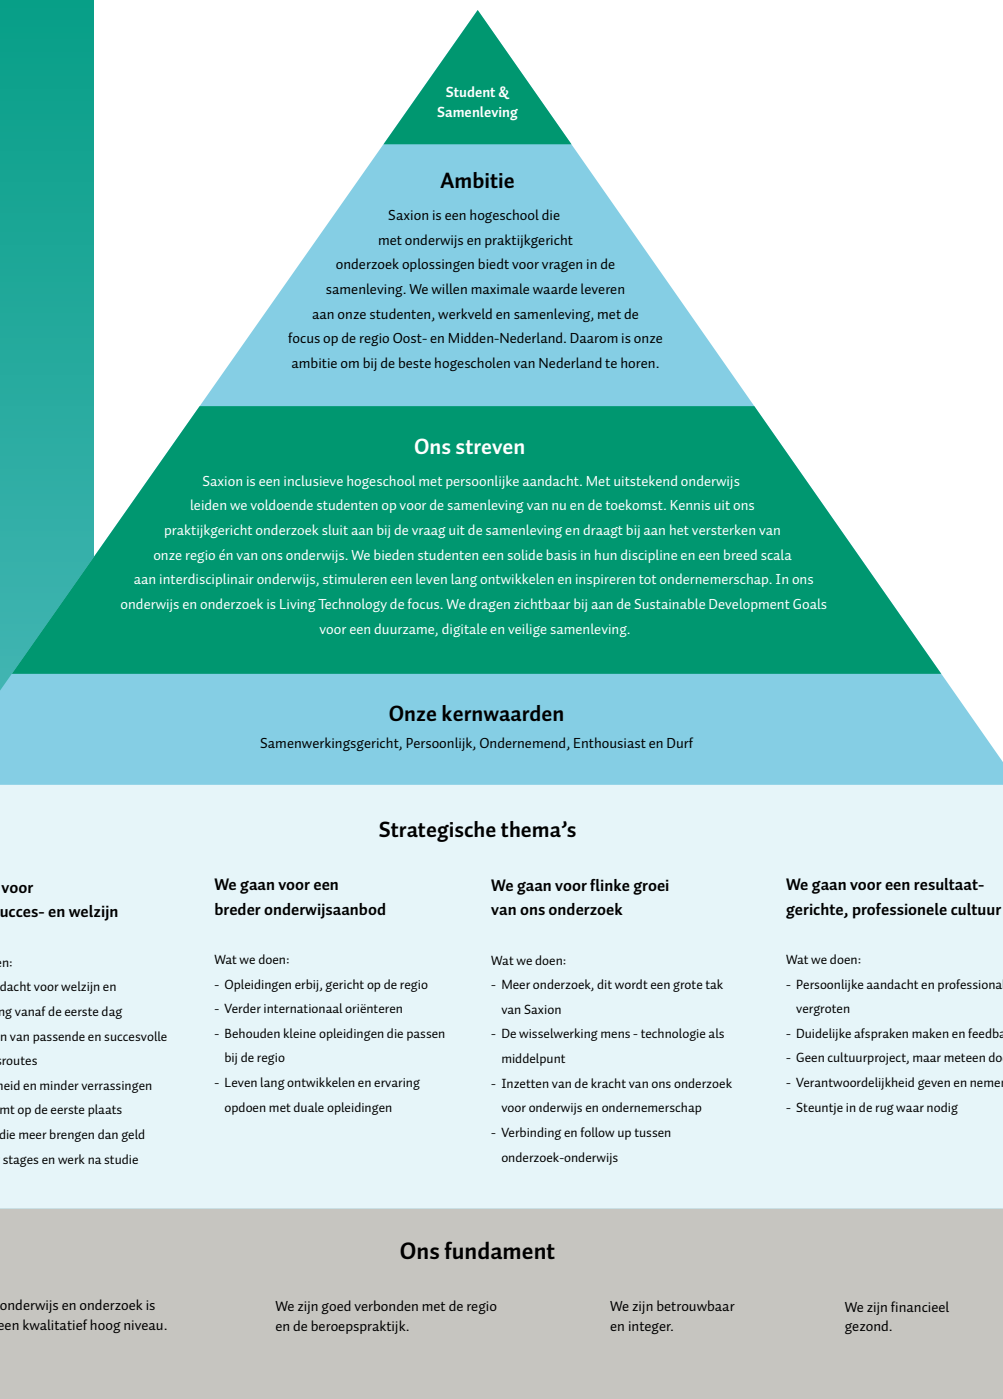 Student &
Samenleving
Ambitie
Saxion is een hogeschool die
met onderwijs en praktijkgericht
onderzoek oplossingen biedt voor vragen in de
samenleving. We willen maximale waarde leveren
aan onze studenten, werkveld en samenleving, met de
focus op de regio Oost- en Midden-Nederland. Daarom is onze
ambitie om bij de beste hogescholen van Nederland te horen.
Ons streven
Saxion is een inclusieve hogeschool met persoonlijke aandacht. Met uitstekend onderwijs
leiden we voldoende studenten op voor de samenleving van nu en de toekomst. Kennis uit ons
praktijkgericht onderzoek sluit aan bij de vraag uit de samenleving en draagt bij aan het versterken van
onze regio én van ons onderwijs. We bieden studenten een solide basis in hun discipline en een breed scala
aan interdisciplinair onderwijs, stimuleren een leven lang ontwikkelen en inspireren tot ondernemerschap. In ons
onderwijs en onderzoek is Living Technology de focus. We dragen zichtbaar bij aan de Sustainable Development Goals
voor een duurzame, digitale en veilige samenleving.
Onze kernwaarden
Samenwerkingsgericht, Persoonlijk, Ondernemend, Enthousiast en Durf
Strategische thema's
voor
ucces- en welzijn
en:
dacht voor welzijn en
ng vanaf de eerste dag
n van passende en succesvolle
sroutes
heid en minder verrassingen
mt op de eerste plaats
die meer brengen dan geld
stages en werk na studie
We gaan voor een
breder onderwijsaanbod
Wat we doen:
- Opleidingen erbij, gericht op de regio
- Verder internationaal oriënteren
- Behouden kleine opleidingen die passen
bij de regio
- Leven lang ontwikkelen en ervaring
opdoen met duale opleidingen
We gaan voor flinke groei
van ons onderzoek
Wat we doen:
- Meer onderzoek, dit wordt een grote tak
van Saxion
- De wisselwerking mens - technologie als
middelpunt
- Inzetten van de kracht van ons onderzoek
voor onderwijs en ondernemerschap
- Verbinding en follow up tussen
onderzoek-onderwijs
We gaan voor een resultaat-
gerichte, professionele cultuur
Wat we doen:
- Persoonlijke aandacht en professional
vergroten
- Duidelijke afspraken maken en feedba
- Geen cultuurproject, maar meteen do
- Verantwoordelijkheid geven en nemen
- Steuntje in de rug waar nodig
Ons fundament
onderwijs en onderzoek is
een kwalitatief hoog niveau.
We zijn goed verbonden met de regio
en de beroepspraktijk.
We zijn betrouwbaar
en integer.
We zijn financieel
gezond.